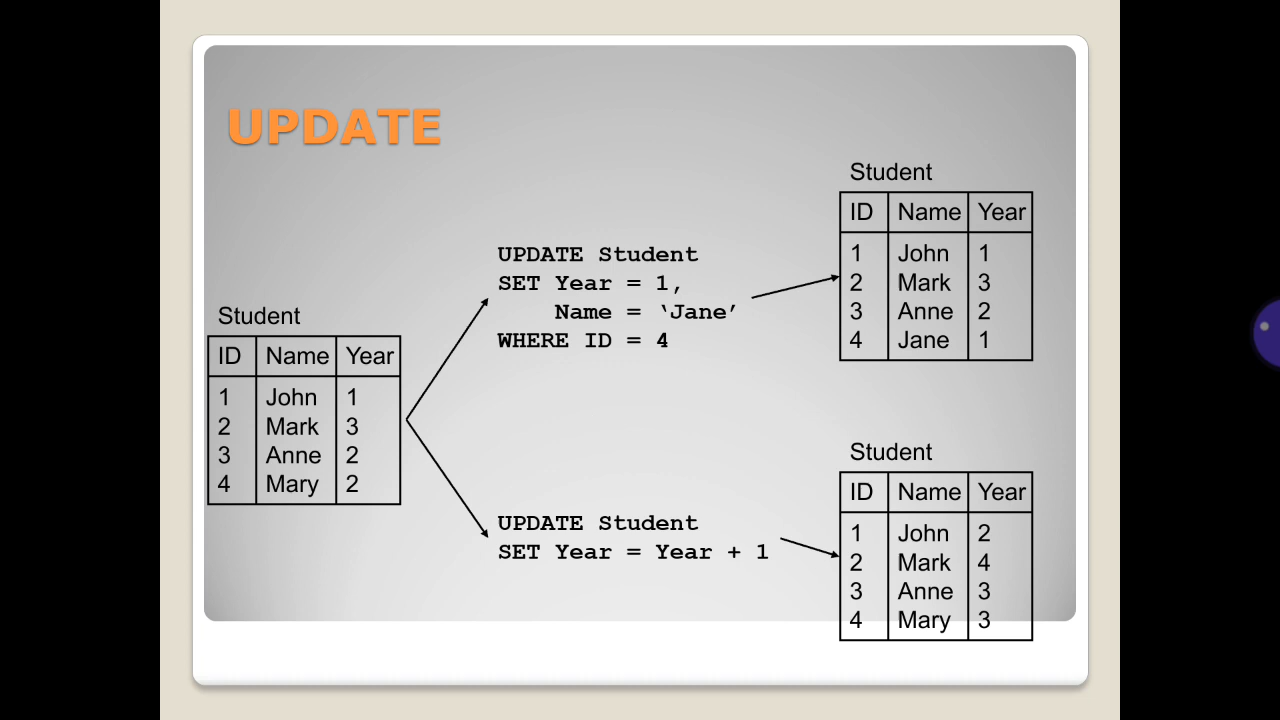 UPDATE
Student
ID Name Year
1 John 1
2 Mark 3
3 Anne 2
4 Mary 2
UPDATE Student
SET Year = 1,
Name = ‘Jane’
WHERE ID = 4
Student
ID Name Year
1 John 1
2 Mark 3
3 Anne 2
4 Jane 1
UPDATE Student
SET Year = Year + 1
Student
ID Name Year
1 John 2
2 Mark 4
3 Anne 3
4 Mary 3